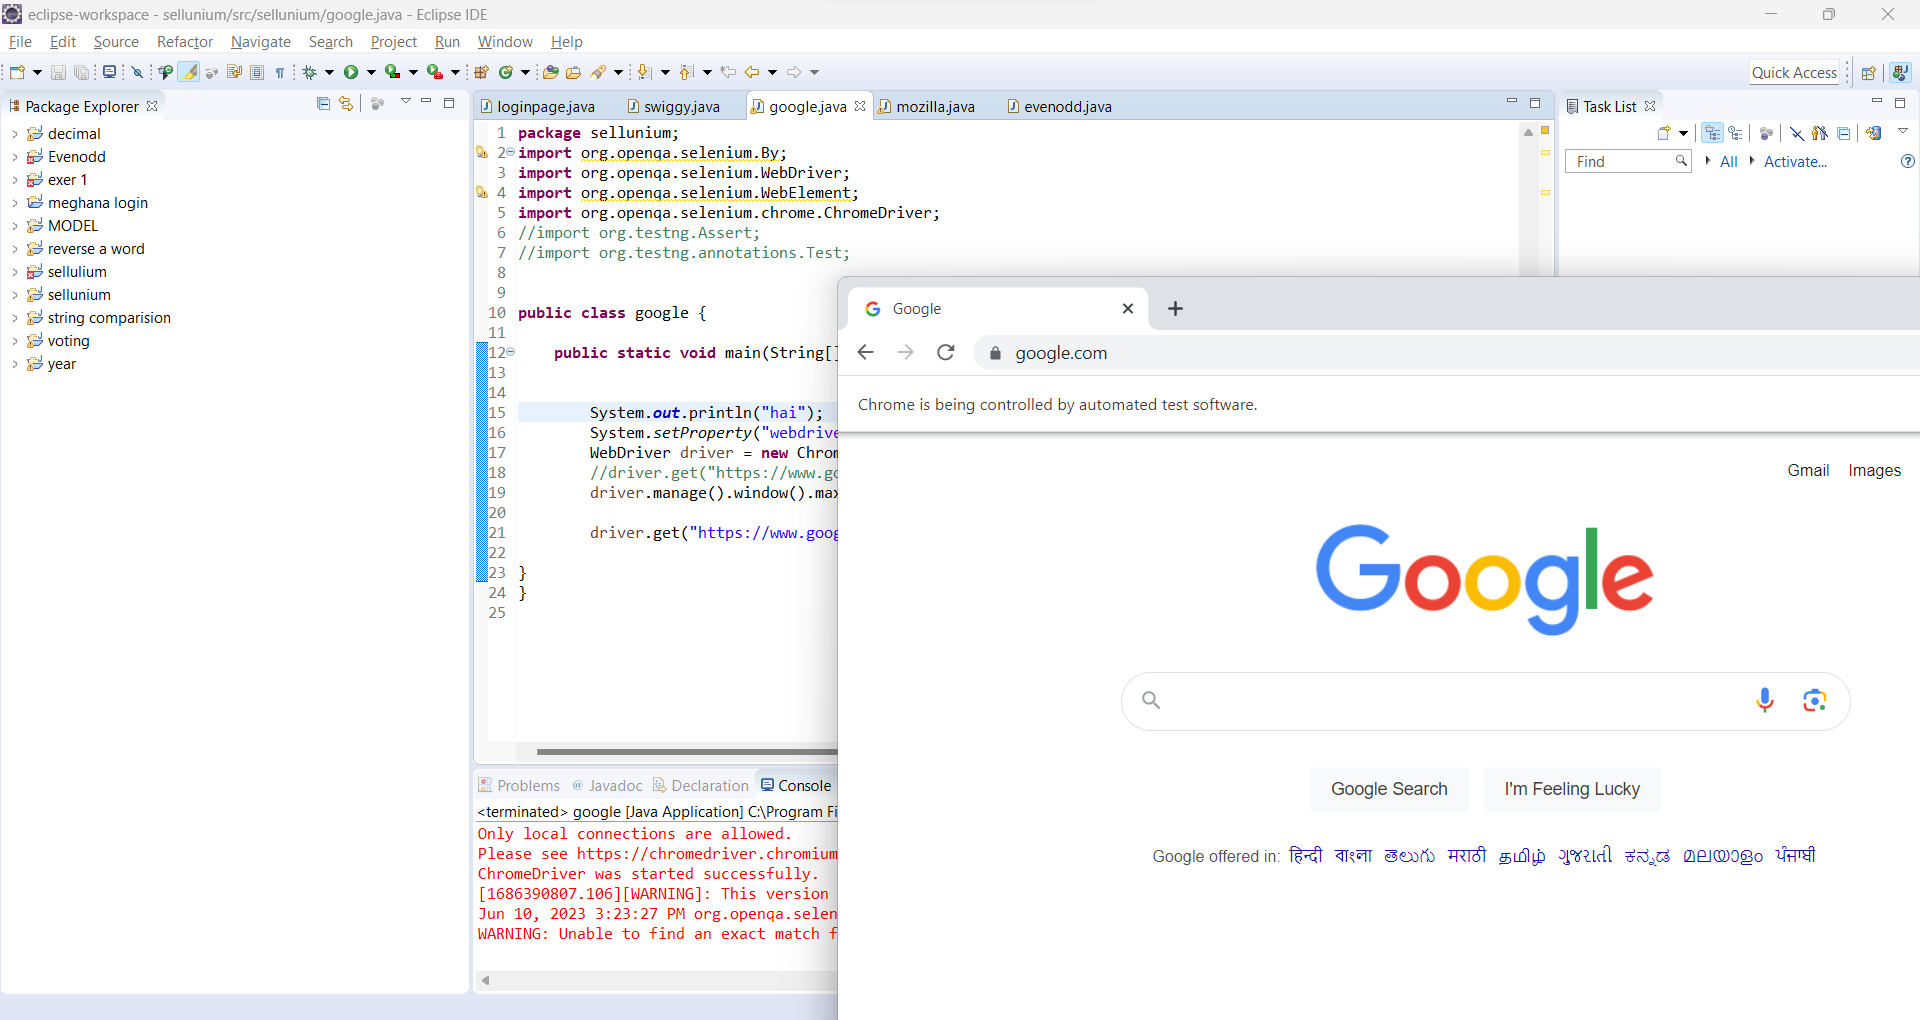 eclipse-workspace - sellunium/src/sellunium/google.java - Eclipse IDE
File Edit Source Refactor Navigate Search Project Run Window Help
Quick Access
Package Explorer
decimal
Evenodd
exer 1
meghana login
MODEL
reverse a word
sellulium
sellunium
string comparision
voting
year
loginpage.java swiggy.java google.java mozilla.java evenodd.java
1 package sellunium;
2 import org.openqa.selenium.By;
3 import org.openqa.selenium.WebDriver;
4 import org.openqa.selenium.WebElement;
5 import org.openqa.selenium.chrome.ChromeDriver;
6 //import org.testng.Assert;
7 //import org.testng.annotations.Test;
8
9
10 public class google {
11
12 public static void main(String[]
13
14
15 System.out.println("hai");
16 System.setProperty("webdrive
17 WebDriver driver = new Chrom
18 //driver.get("https://www.go
19 driver.manage().window().max
20
21 driver.get("https://www.goog
22
23 }
24 }
25
Task List
Find All Activate...
Problems Javadoc Declaration Console
<terminated> google [Java Application] C:\Program Fi
Only local connections are allowed.
Please see https://chromedriver.chromium
ChromeDriver was started successfully.
[1686390807.106][WARNING]: This version
Jun 10, 2023 3:23:27 PM org.openqa.selen
WARNING: Unable to find an exact match f
Google
google.com
Chrome is being controlled by automated test software.
Gmail Images
Google
Google Search I'm Feeling Lucky
Google offered in: हिन्दी বাংলা తెలుగు मराठी தமிழ் ગુજરાતી ಕನ್ನಡ മലയാളം ਪੰਜਾਬੀ